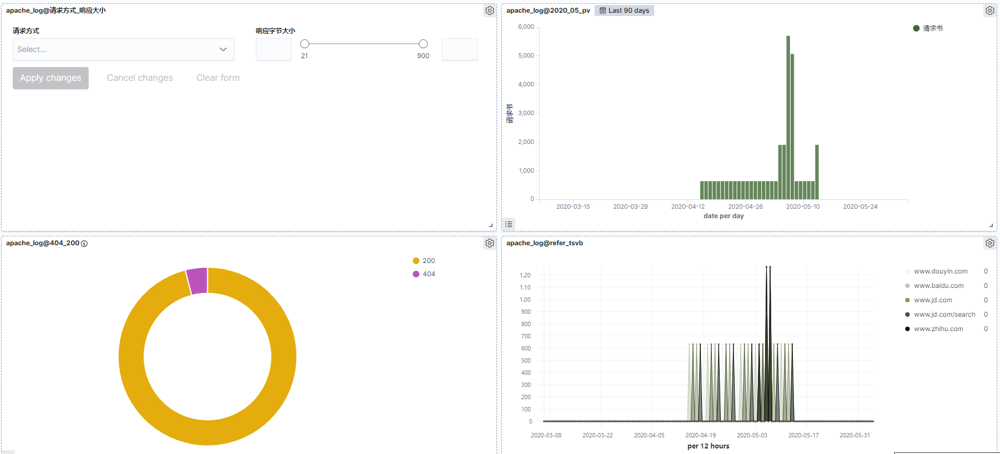 apache_log@请求方式_响应大小
请求方式
响应字节大小
Select...
21
900
Apply changes
Cancel changes
Clear form
apache_log@2020_05_pv
Last 90 days
6,000
5,000
4,000
3,000
2,000
1,000
0
请求书
请求书
2020-03-15
2020-03-29
2020-04-12
2020-04-26
2020-05-10
2020-05-24
date per day
apache_log@404_200
200
404
apache_log@refer_tsvb
1,20
1,10
1,00
900
800
700
600
500
400
300
200
100
0
2020-03-08
2020-03-22
2020-04-05
2020-04-19
2020-05-03
2020-05-17
2020-05-31
per 12 hours
www.douyin.com 0
www.baidu.com 0
www.jd.com 0
www.jd.com/search 0
www.zhihu.com 0